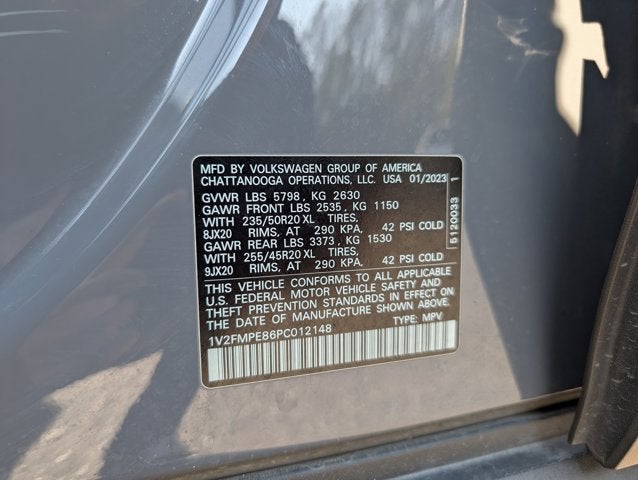 MFD BY VOLKSWAGEN GROUP OF AMERICA
CHATTANOOGA OPERATIONS, LLC. USA 01/2023
GVWR LBS 5798, KG 2630
GAWR FRONT LBS 2535, KG 1150
WITH 235/50R20 XL TIRES,
8JX20 RIMS, AT 290 KPA, 42 PSI COLD
GAWR REAR LBS 3373, KG 1530
WITH 255/45R20 XL TIRES,
9JX20 RIMS, AT 290 KPA, 42 PSI COLD
THIS VEHICLE CONFORMS TO ALL APPLICABLE
U.S. FEDERAL MOTOR VEHICLE SAFETY AND
THEFT PREVENTION STANDARDS IN EFFECT ON
THE DATE OF MANUFACTURE SHOWN ABOVE.
1V2FMPE86PC012148 TYPE: MPV
5120033 1